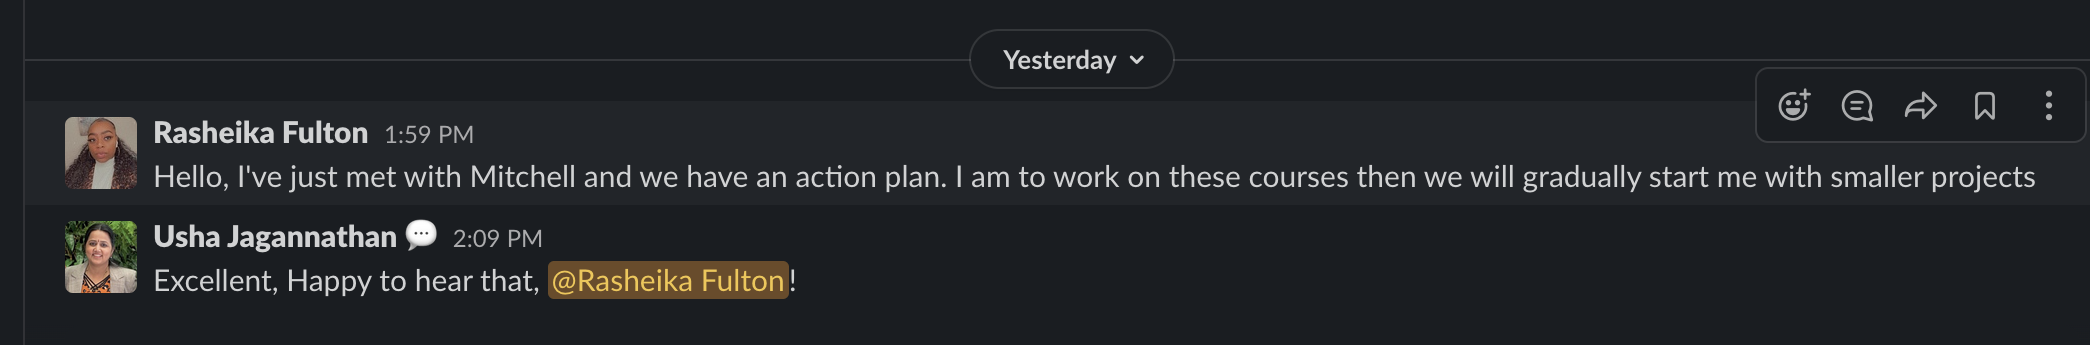 Yesterday
Rasheika Fulton 1:59 PM
Hello, I've just met with Mitchell and we have an action plan. I am to work on these courses then we will gradually start me with smaller projects
Usha Jagannathan 2:09 PM
Excellent, Happy to hear that, @Rasheika Fulton!